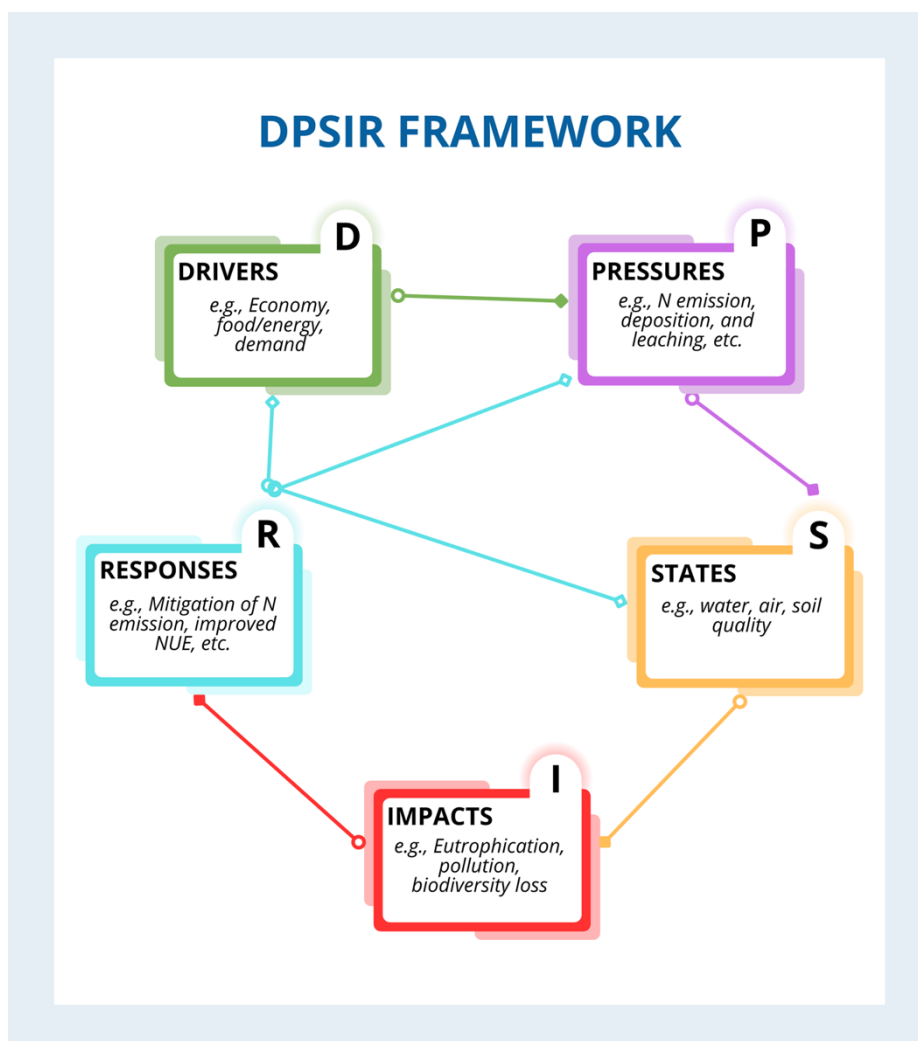 DPSIR FRAMEWORK
D
DRIVERS
e.g., Economy,
food/energy,
demand
P
PRESSURES
e.g., N emission,
deposition, and
leaching, etc.
R
RESPONSES
e.g., Mitigation of N
emission, improved
NUE, etc.
S
STATES
e.g., water, air, soil
quality
I
IMPACTS
e.g., Eutrophication,
pollution,
biodiversity loss